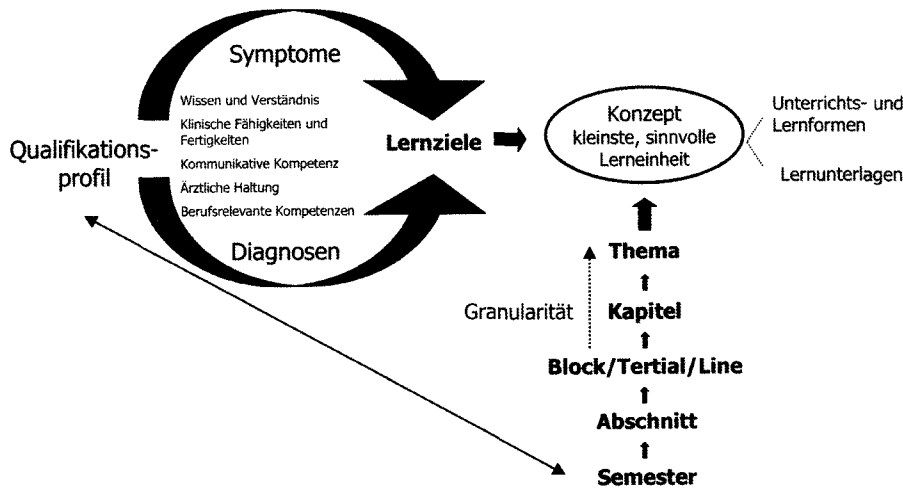 Symptome
Wissen und Verständnis
Klinische Fähigkeiten und
Fertigkeiten
Kommunikative Kompetenz
Ärztliche Haltung
Berufsrelevante Kompetenzen
Diagnosen
Qualifikations-
profil
Lernziele
Konzept
kleinste, sinnvolle
Lerneinheit
Unterrichts- und
Lernformen
Lernunterlagen
Thema
Granularität
Kapitel
Block/Tertial/Line
Abschnitt
Semester